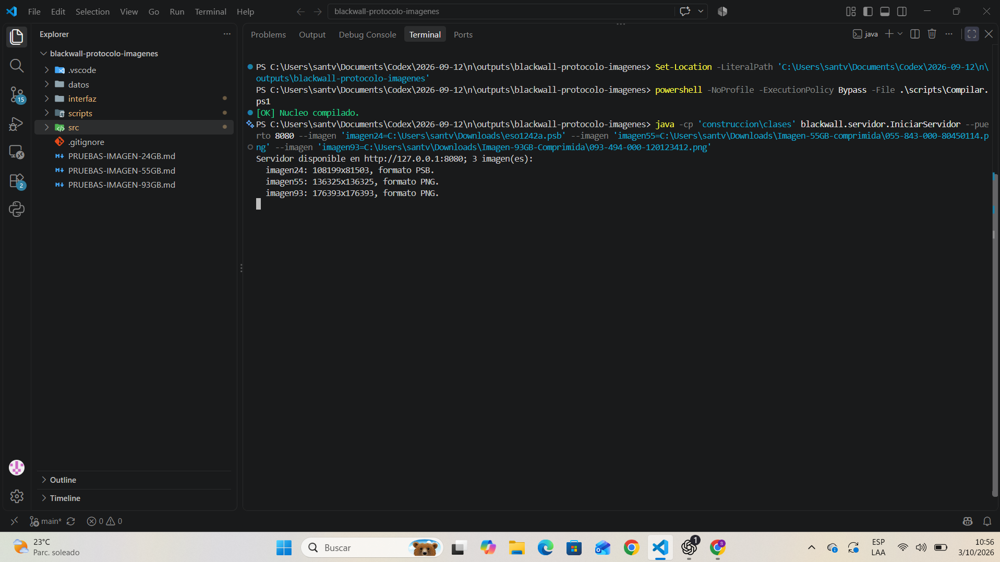 File Edit Selection View Go Run Terminal Help
blackwall-protocolo-imagenes
Explorer
blackwall-protocolo-imagenes
.vscode
datos
interfaz
scripts
src
.gitignore
PRUEBAS-IMAGEN-24GB.md
PRUEBAS-IMAGEN-55GB.md
PRUEBAS-IMAGEN-93GB.md
15
2
Outline
Timeline
Problems Output Debug Console Terminal Ports
java
PS C:\Users\santv\Documents\Codex\2026-09-12\n\outputs\blackwall-protocolo-imagenes> Set-Location -LiteralPath 'C:\Users\santv\Documents\Codex\2026-09-12\n\
outputs\blackwall-protocolo-imagenes'
PS C:\Users\santv\Documents\Codex\2026-09-12\n\outputs\blackwall-protocolo-imagenes> powershell -NoProfile -ExecutionPolicy Bypass -File .\scripts\Compilar.
ps1
[OK] Nucleo compilado.
PS C:\Users\santv\Documents\Codex\2026-09-12\n\outputs\blackwall-protocolo-imagenes> java -cp 'construccion\clases' blackwall.servidor.IniciarServidor --pue
rto 8080 --imagen 'imagen24=C:\Users\santv\Downloads\eso1242a.psb' --imagen 'imagen55=C:\Users\santv\Downloads\Imagen-55GB-comprimida\055-843-000-80450114.p
ng' --imagen 'imagen93=C:\Users\santv\Downloads\Imagen-93GB-Comprimida\093-494-000-120123412.png'
Servidor disponible en http://127.0.0.1:8080; 3 imagen(es):
imagen24: 108199x81503, formato PSB.
imagen55: 136325x136325, formato PNG.
imagen93: 176393x176393, formato PNG.
main* 0 0
23°C
Parc. soleado
Buscar
1
S
ESP
LAA
10:56
3/10/2026